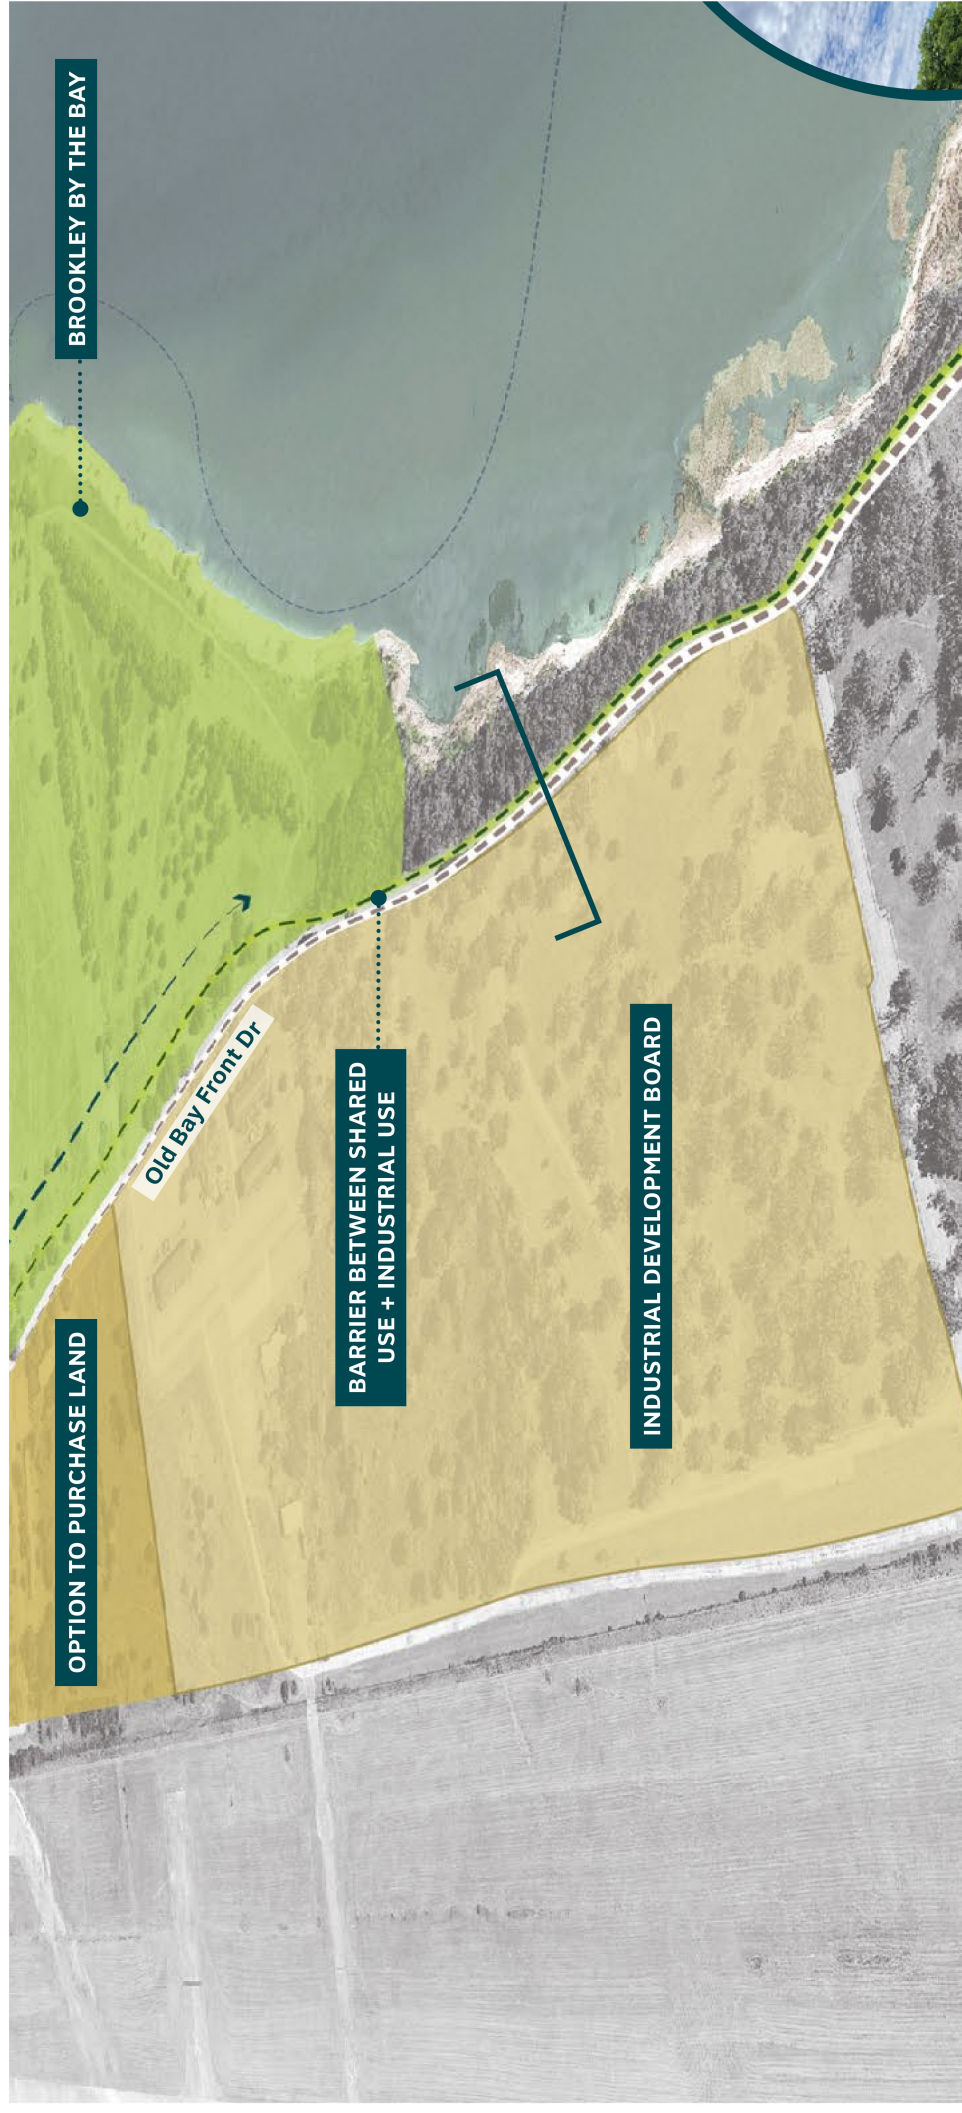 OPTION TO PURCHASE LAND
BROOKLEY BY THE BAY
Old Bay Front Dr
BARRIER BETWEEN SHARED
USE + INDUSTRIAL USE
INDUSTRIAL DEVELOPMENT BOARD